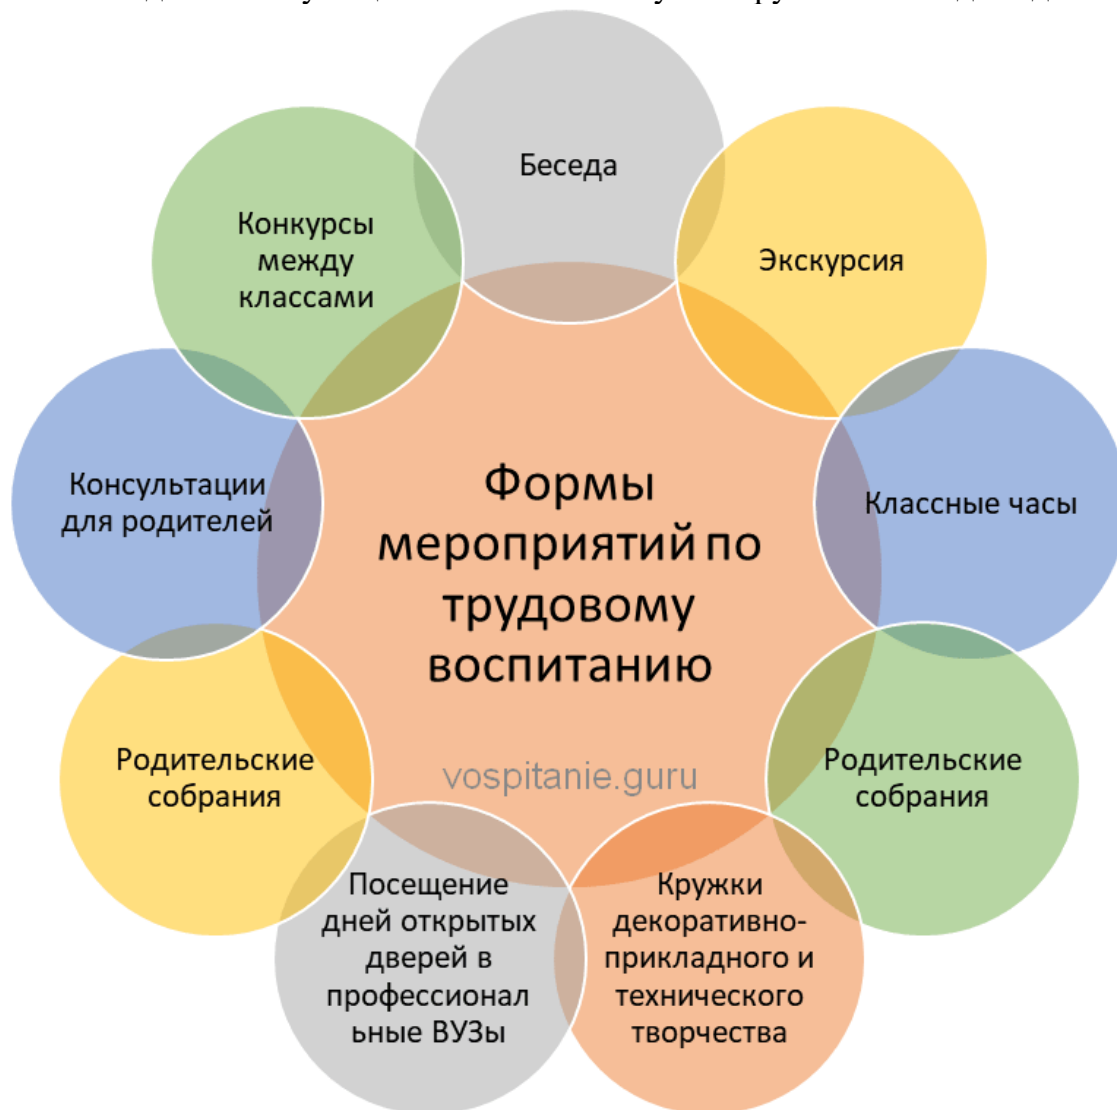 Беседа
Экскурсия
Классные часы
Родительские
собрания
Кружки
декоративно-
прикладного и
технического
творчества
Посещение
дней открытых
дверей в
профессионал
ьные ВУЗы
Родительские
собрания
Консультации
для родителей
Конкурсы
между
классами
Формы
мероприятий по
трудовому
воспитанию
vospitanie.guru